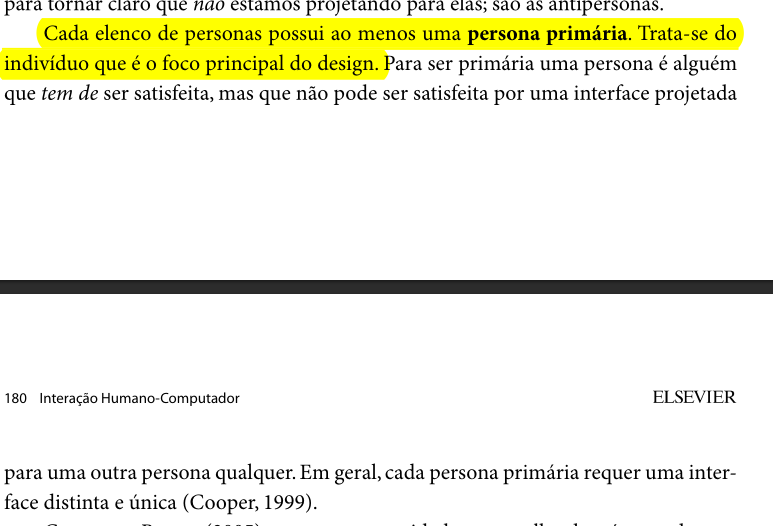 para tornar claro que não estamos projetando para elas; são as antipersonas.
Cada elenco de personas possui ao menos uma persona primária. Trata-se do
indivíduo que é o foco principal do design. Para ser primária uma persona é alguém
que tem de ser satisfeita, mas que não pode ser satisfeita por uma interface projetada
180 Interação Humano-Computador
ELSEVIER
para uma outra persona qualquer. Em geral, cada persona primária requer uma inter-
face distinta e única (Cooper, 1999).